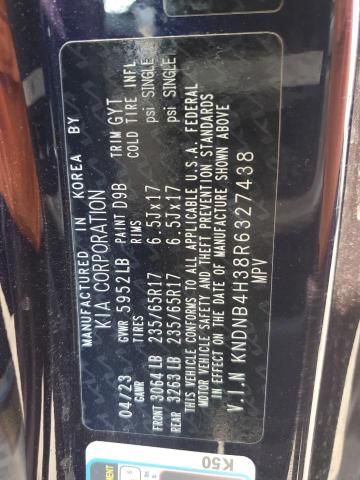 MANUFACTURED IN KOREA BY
KIA CORPORATION
04/23 GVWR 5952LB PAINT D9B TRIM GYT
GAWR TIRES RIMS COLD TIRE INFL
FRONT 3064 LB 235/65R17 6.5Jx17 psi SINGLE
REAR 3263 LB 235/65R17 6.5Jx17 psi SINGLE
THIS VEHICLE CONFORMS TO ALL APPLICABLE U.S.A. FEDERAL
MOTOR VEHICLE SAFETY AND THEFT PREVENTION STANDARDS
IN EFFECT ON THE DATE OF MANUFACTURE SHOWN ABOVE
V.I.N KNDNB4H38R6327438
MPV
K50